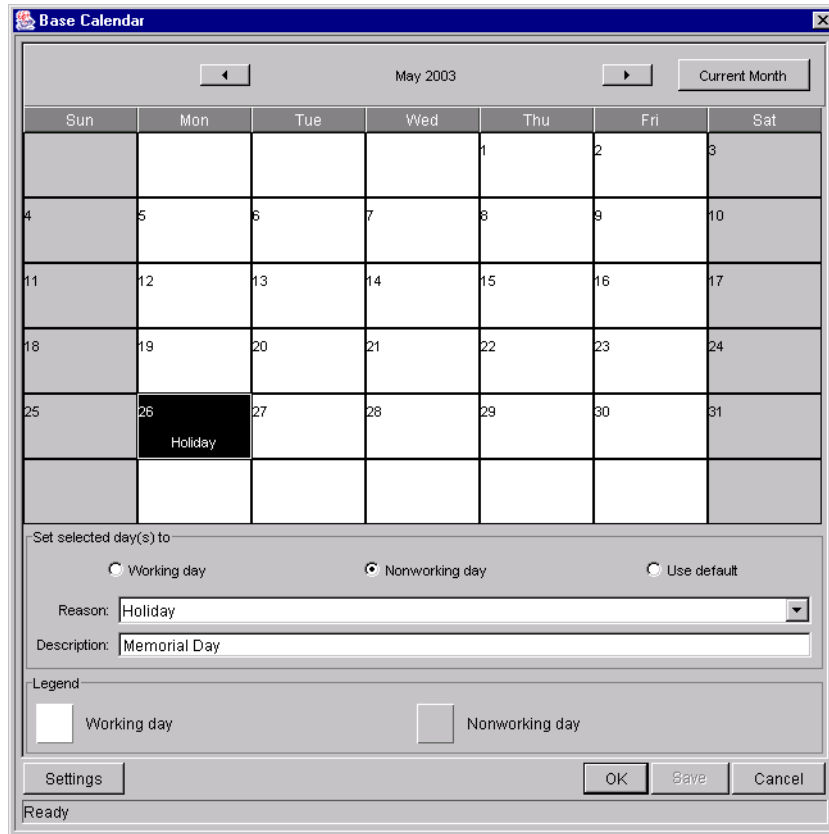 Base Calendar
May 2003 Current Month
Sun Mon Tue Wed Thu Fri Sat
1 2 3
4 5 6 7 8 9 10
11 12 13 14 15 16 17
18 19 20 21 22 23 24
25 26 27 28 29 30 31
Holiday
Set selected day(s) to
Working day Nonworking day Use default
Reason: Holiday
Description: Memorial Day
Legend
Working day Nonworking day
Settings OK Save Cancel
Ready